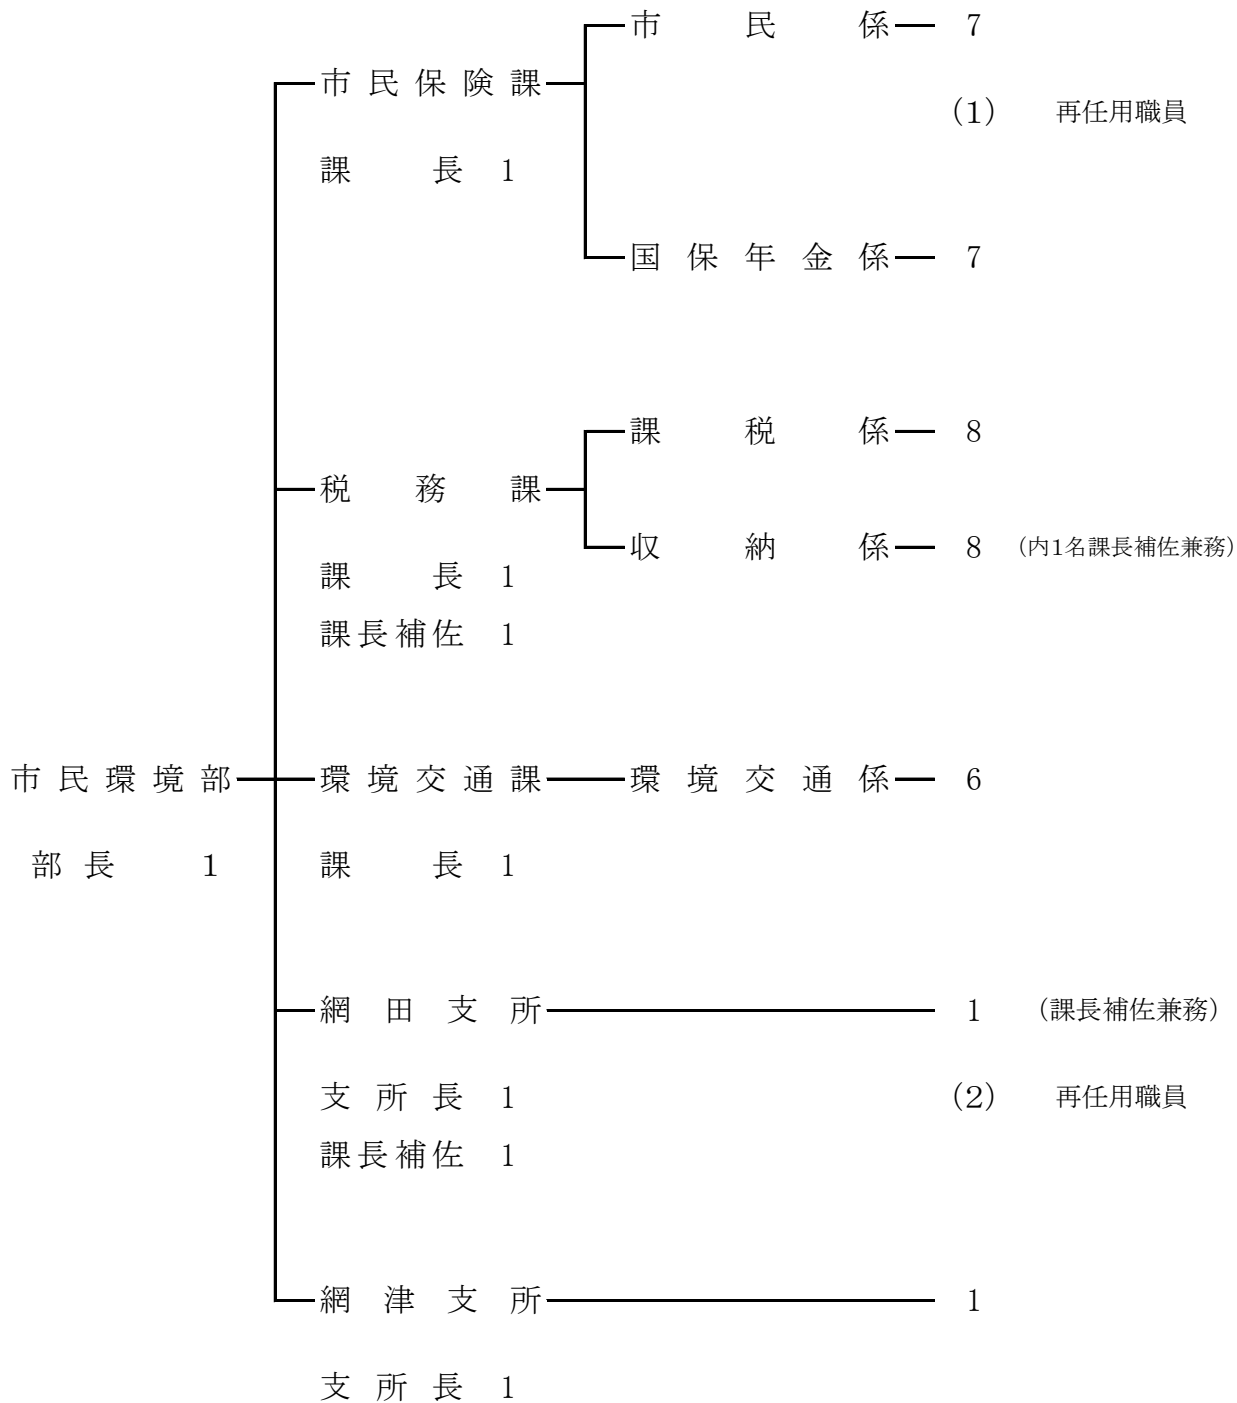 市民係 7
市民保険課
(1) 再任用職員
課長 1
国保年金係 7
課税係 8
税務課
収納係 8 (内1名課長補佐兼務)
課長 1
課長補佐 1
市民環境部 環境交通課 環境交通係 6
部長 1 課長 1
網田支所 1 (課長補佐兼務)
支所長 1 (2) 再任用職員
課長補佐 1
網津支所 1
支所長 1